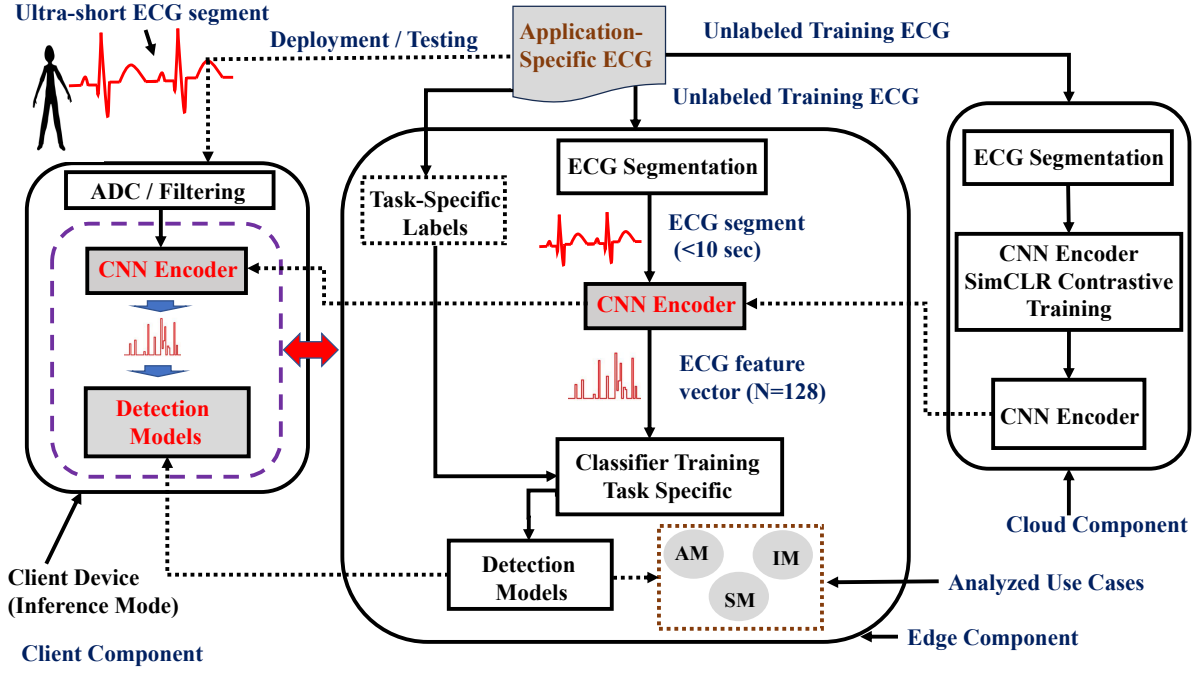 Ultra-short ECG segment
Deployment / Testing
Application-
Specific ECG
Unlabeled Training ECG
Unlabeled Training ECG
ADC / Filtering
CNN Encoder
Detection
Models
Client Device
(Inference Mode)
Client Component
Task-Specific
Labels
ECG Segmentation
ECG segment
(<10 sec)
CNN Encoder
ECG feature
vector (N=128)
Classifier Training
Task Specific
Detection
Models
AM
IM
SM
Analyzed Use Cases
Edge Component
ECG Segmentation
CNN Encoder
SimCLR Contrastive
Training
CNN Encoder
Cloud Component